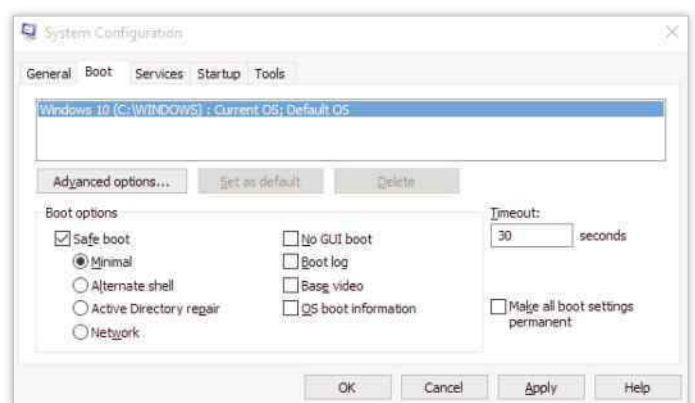 System Configuration
General Boot Services Startup Tools
Windows 10 (C:\WINDOWS) : Current OS; Default OS
Advanced options... Set as default Delete
Boot options
Timeout:
Safe boot No GUI boot 30 seconds
Minimal Boot log
Alternate shell Base video
Active Directory repair OS boot information Make all boot settings
permanent
Network
OK Cancel Apply Help